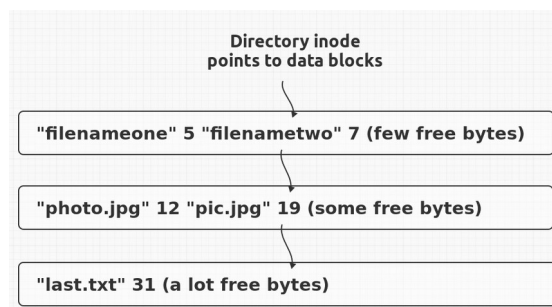 Directory inode
points to data blocks
"filenameone" 5 "filenametwo" 7 (few free bytes)
"photo.jpg" 12 "pic.jpg" 19 (some free bytes)
"last.txt" 31 (a lot free bytes)